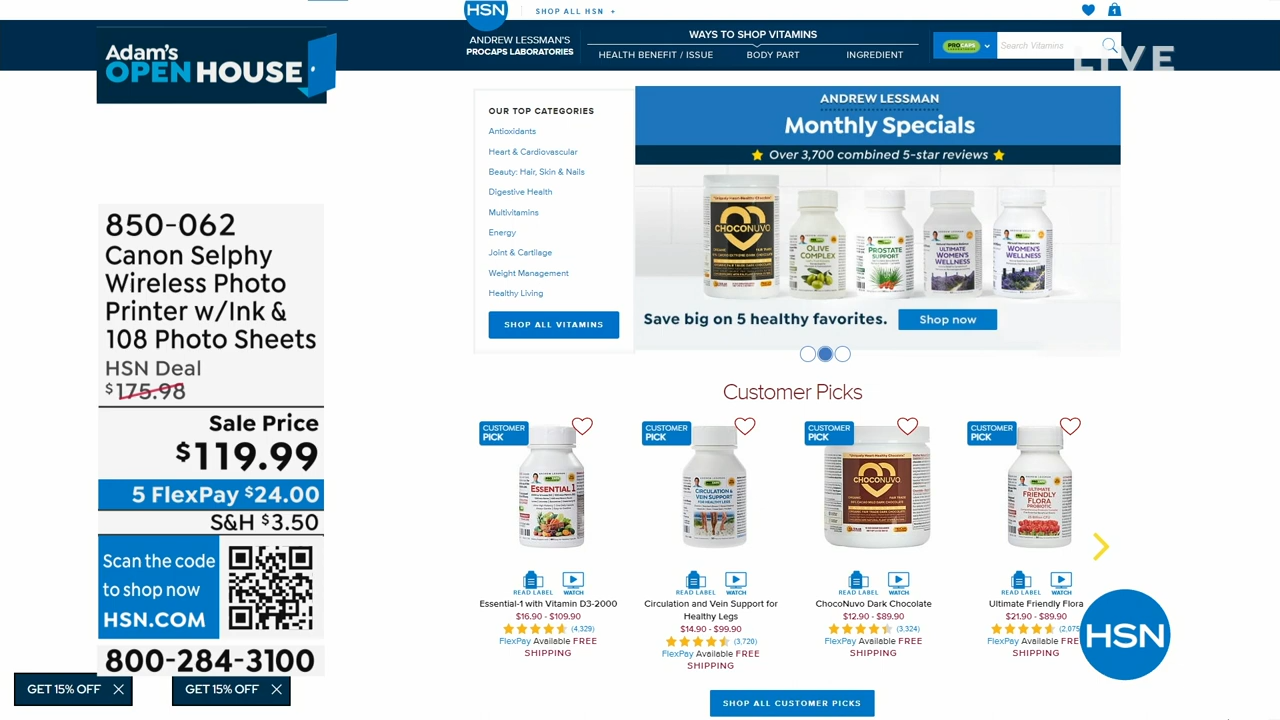 HSN
SHOP ALL HSN +
1
Adam's
OPEN HOUSE
ANDREW LESSMAN'S
PROCAPS LABORATORIES
WAYS TO SHOP VITAMINS
HEALTH BENEFIT / ISSUE
BODY PART
INGREDIENT
PROCAPS
Search Vitamins
LIVE
850-062
Canon Selphy
Wireless Photo
Printer w/Ink &
108 Photo Sheets
HSN Deal
$175.98
Sale Price
$119.99
5 FlexPay $24.00
S&H $3.50
Scan the code
to shop now
HSN.COM
800-284-3100
GET 15% OFF
GET 15% OFF
OUR TOP CATEGORIES
Antioxidants
Heart & Cardiovascular
Beauty: Hair, Skin & Nails
Digestive Health
Multivitamins
Energy
Joint & Cartilage
Weight Management
Healthy Living
SHOP ALL VITAMINS
ANDREW LESSMAN
Monthly Specials
Over 3,700 combined 5-star reviews
CHOCONUVO
OLIVE
COMPLEX
PROSTATE
SUPPORT
ULTIMATE
WOMEN'S
WELLNESS
WOMEN'S
WELLNESS
Save big on 5 healthy favorites.
Shop now
Customer Picks
CUSTOMER
PICK
ESSENTIAL-1
READ LABEL
WATCH
Essential-1 with Vitamin D3-2000
$16.90 - $109.90
(4,329)
FlexPay Available FREE
SHIPPING
CUSTOMER
PICK
CIRCULATION
& VEIN SUPPORT
FOR HEALTHY LEGS
READ LABEL
WATCH
Circulation and Vein Support for
Healthy Legs
$14.90 - $99.90
(3,720)
FlexPay Available FREE
SHIPPING
CUSTOMER
PICK
CHOCONUVO
READ LABEL
WATCH
ChocoNuvo Dark Chocolate
$12.90 - $89.90
(3,324)
FlexPay Available FREE
SHIPPING
CUSTOMER
PICK
ULTIMATE
FRIENDLY
FLORA
PROBIOTIC
READ LABEL
WATCH
Ultimate Friendly Flora
$21.90 - $89.90
(2,075
FlexPay Available FREE
SHIPPING
HSN
SHOP ALL CUSTOMER PICKS